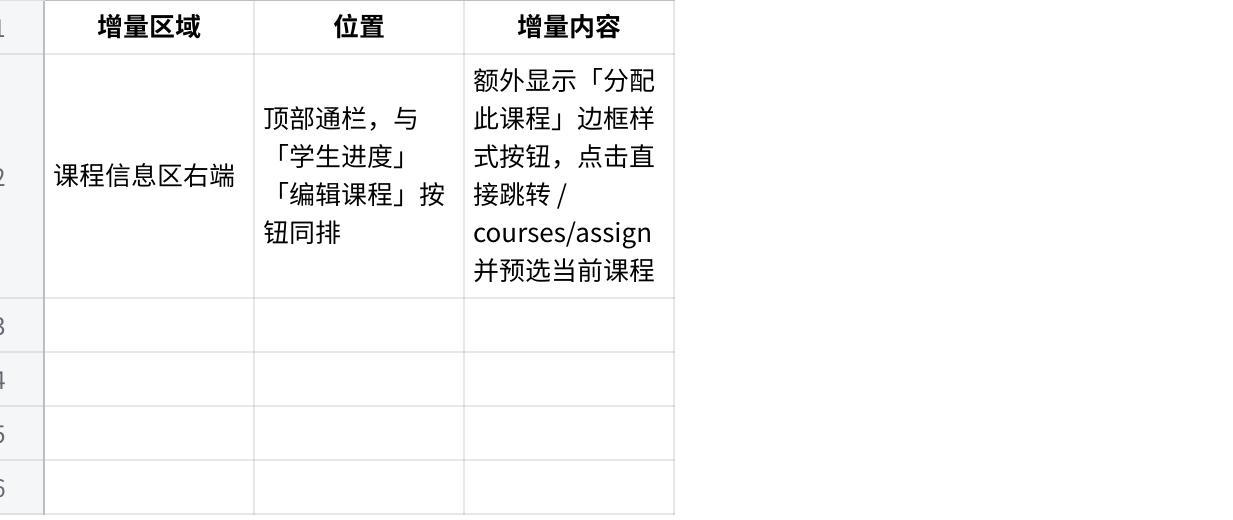 1
增量区域
位置
增量内容
2
课程信息区右端
顶部通栏，与
「学生进度」
「编辑课程」按
钮同排
额外显示「分配
此课程」边框样
式按钮，点击直
接跳转 /
courses/assign
并预选当前课程
3
4
5
6